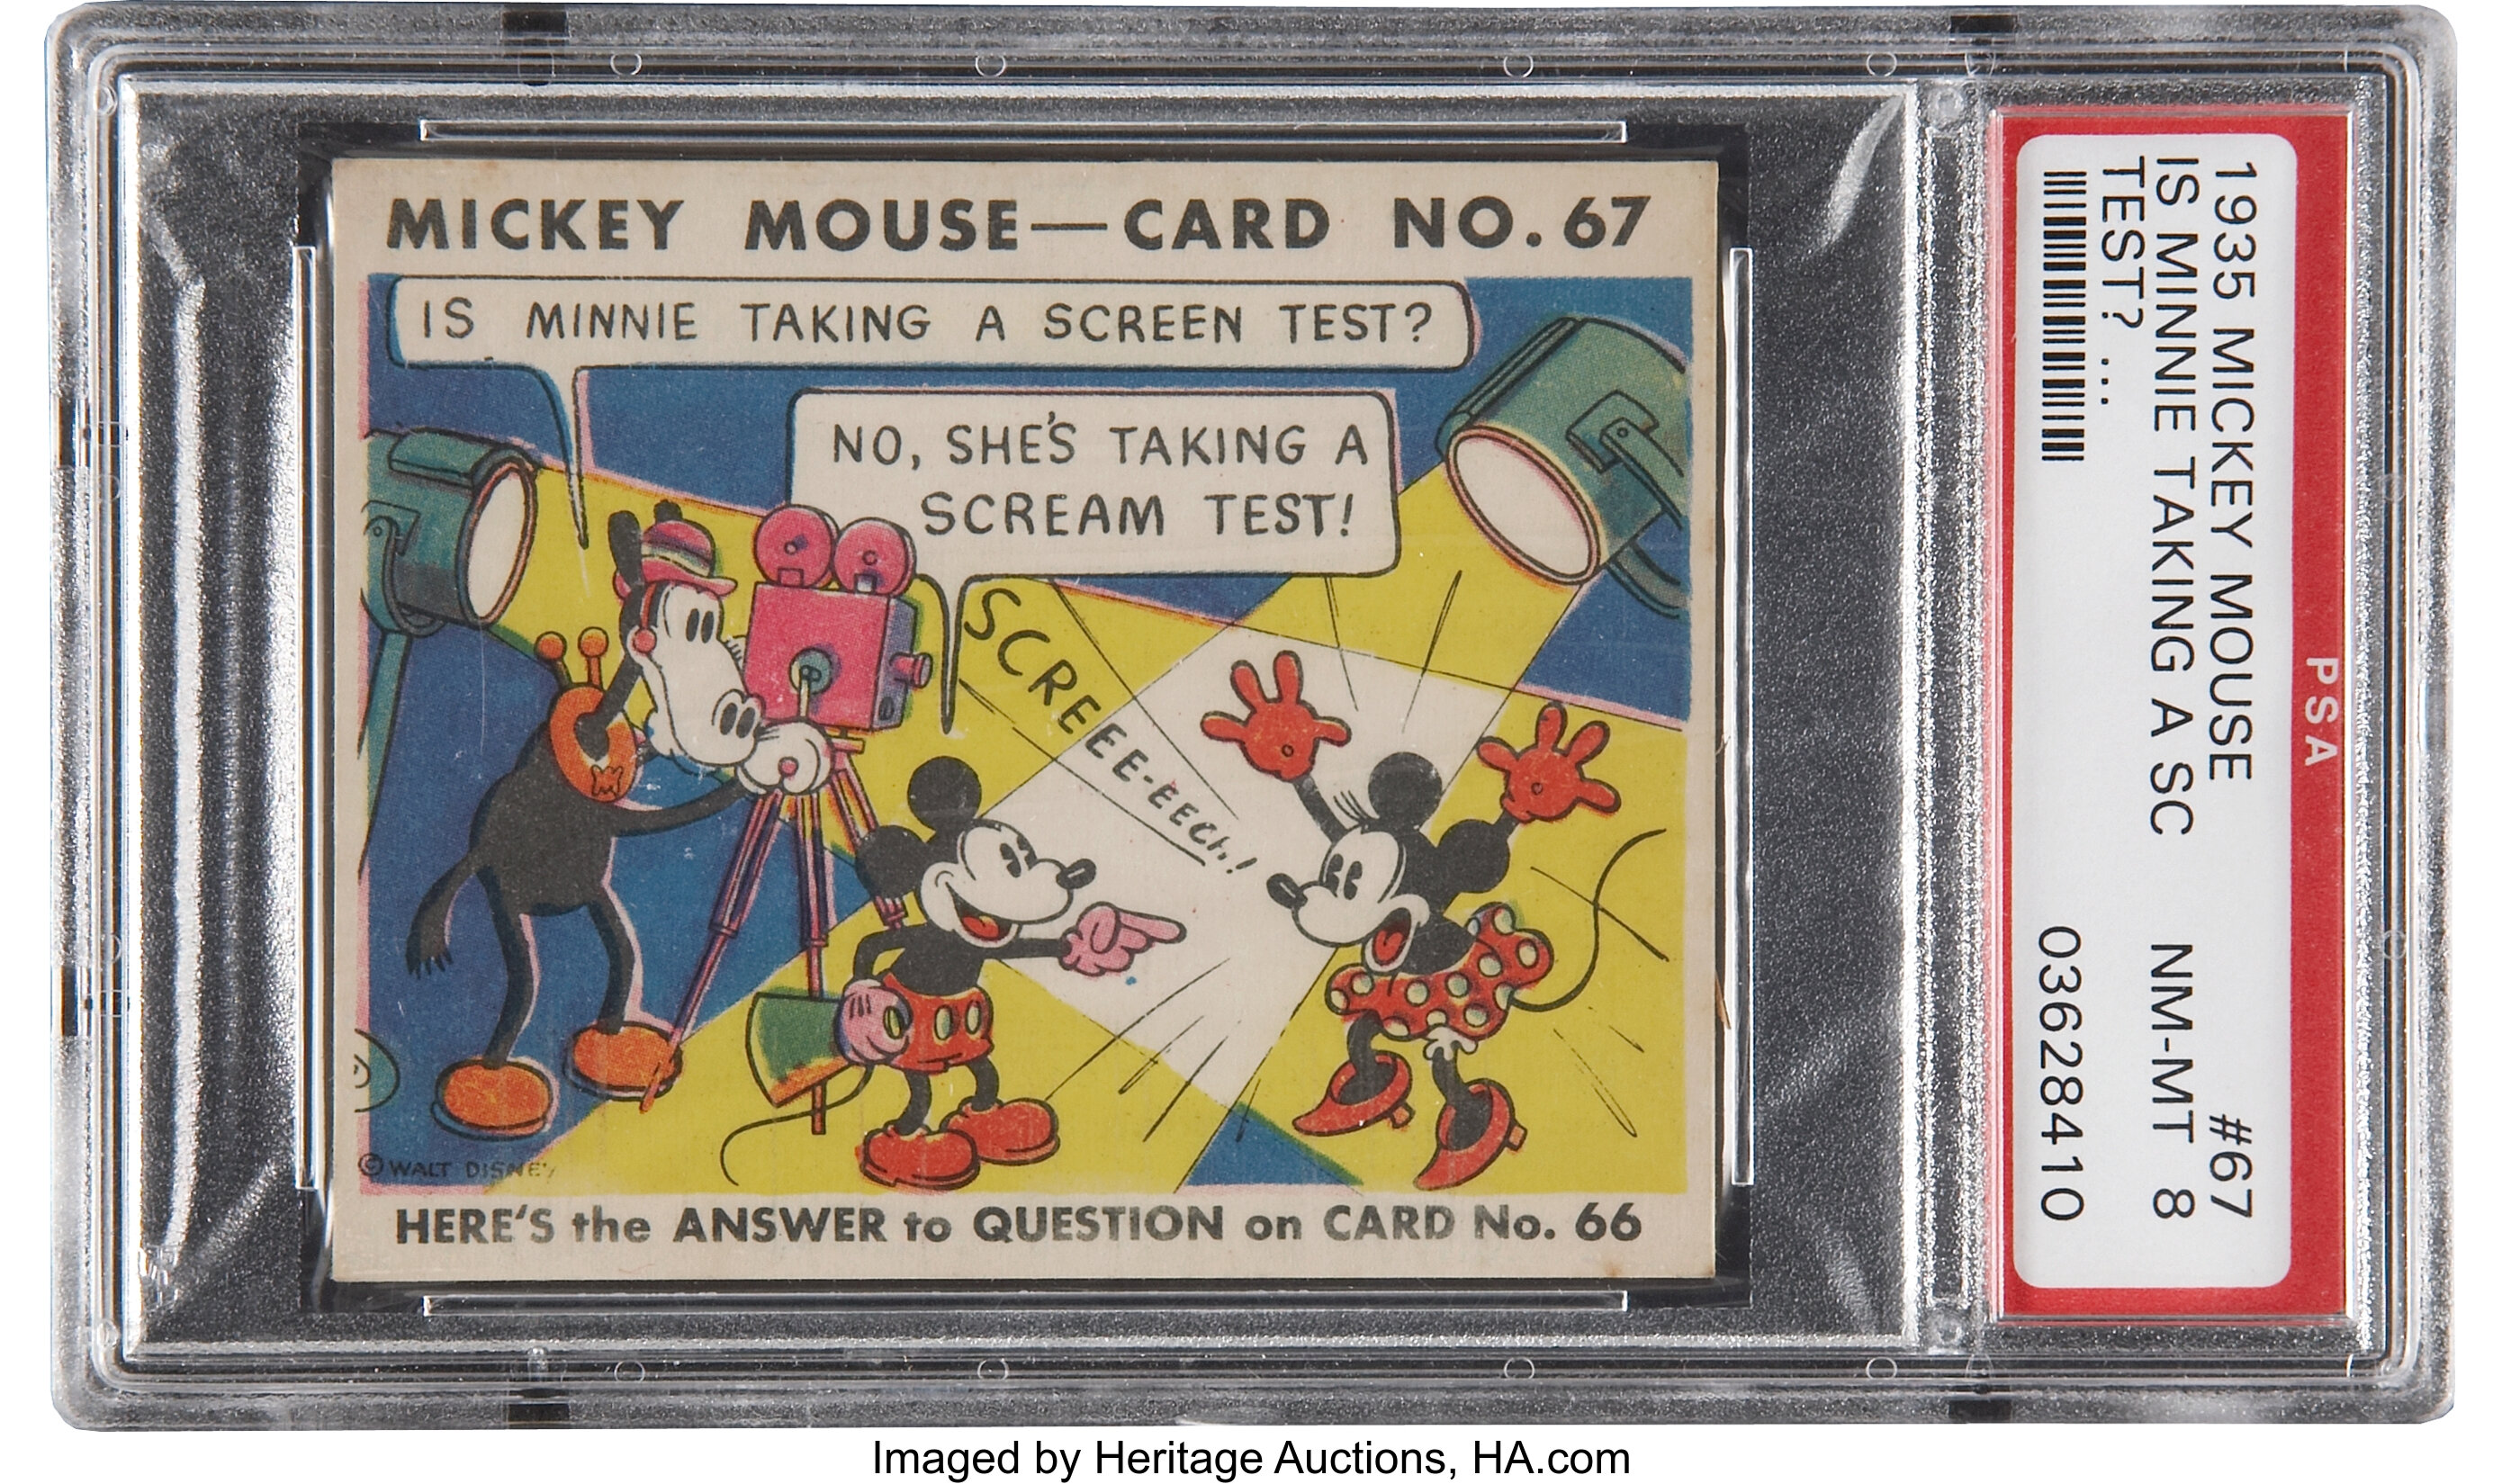 MICKEY MOUSE—CARD NO. 67
IS MINNIE TAKING A SCREEN TEST?
NO, SHE'S TAKING A
SCREAM TEST!
SCREEE-EECH!
© WALT DISNEY
HERE'S the ANSWER to QUESTION on CARD No. 66
PSA
1935 MICKEY MOUSE #67
IS MINNIE TAKING A SC NM-MT 8
TEST? ...
03628410
Imaged by Heritage Auctions, HA.com